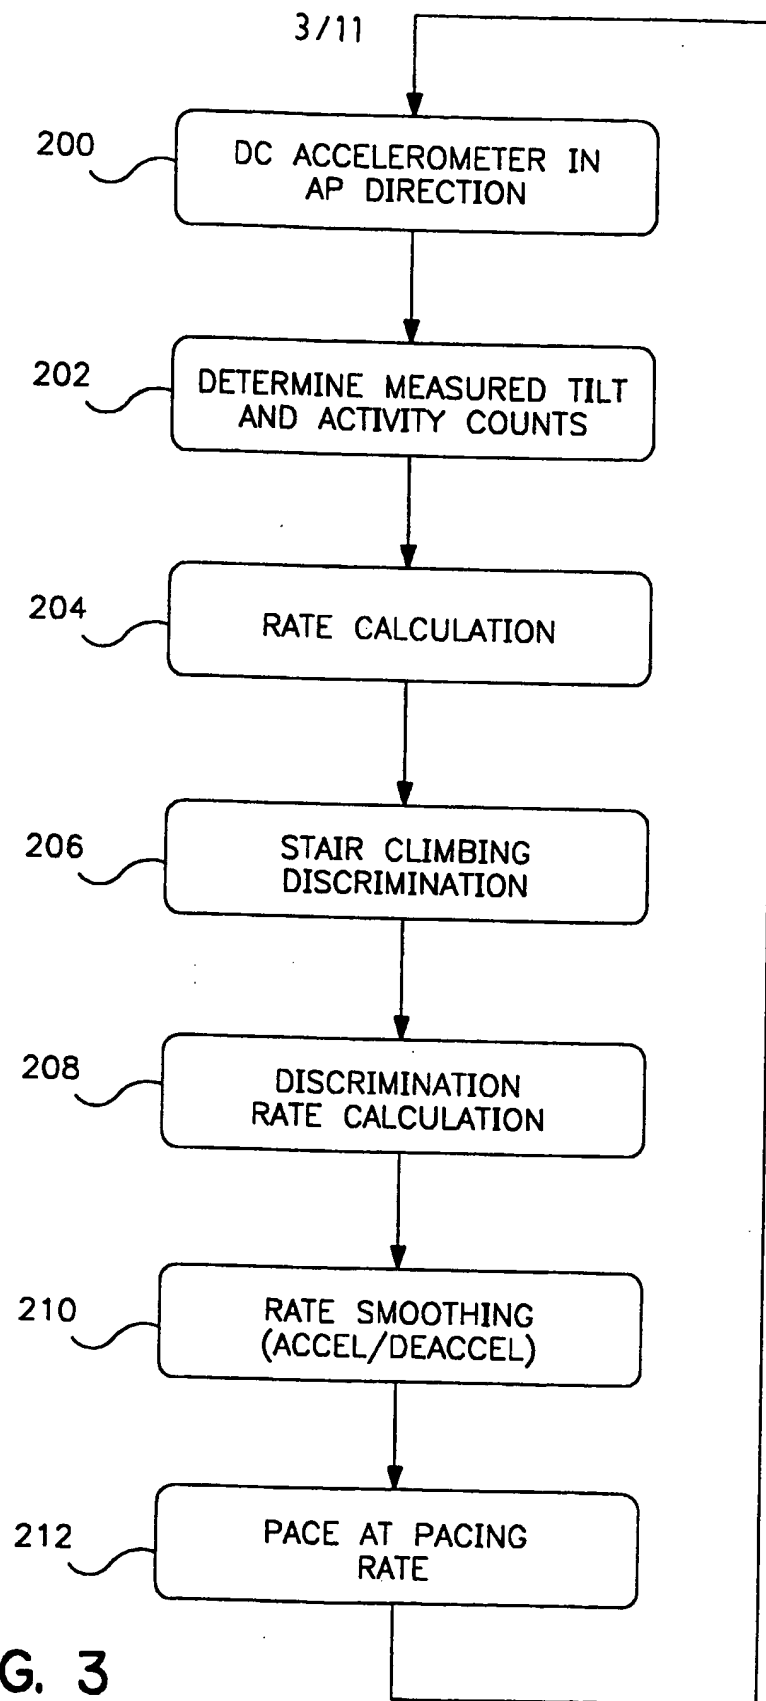 3/11
200
DC ACCELEROMETER IN
AP DIRECTION
202
DETERMINE MEASURED TILT
AND ACTIVITY COUNTS
204
RATE CALCULATION
206
STAIR CLIMBING
DISCRIMINATION
208
DISCRIMINATION
RATE CALCULATION
210
RATE SMOOTHING
(ACCEL/DEACCEL)
212
PACE AT PACING
RATE
G. 3